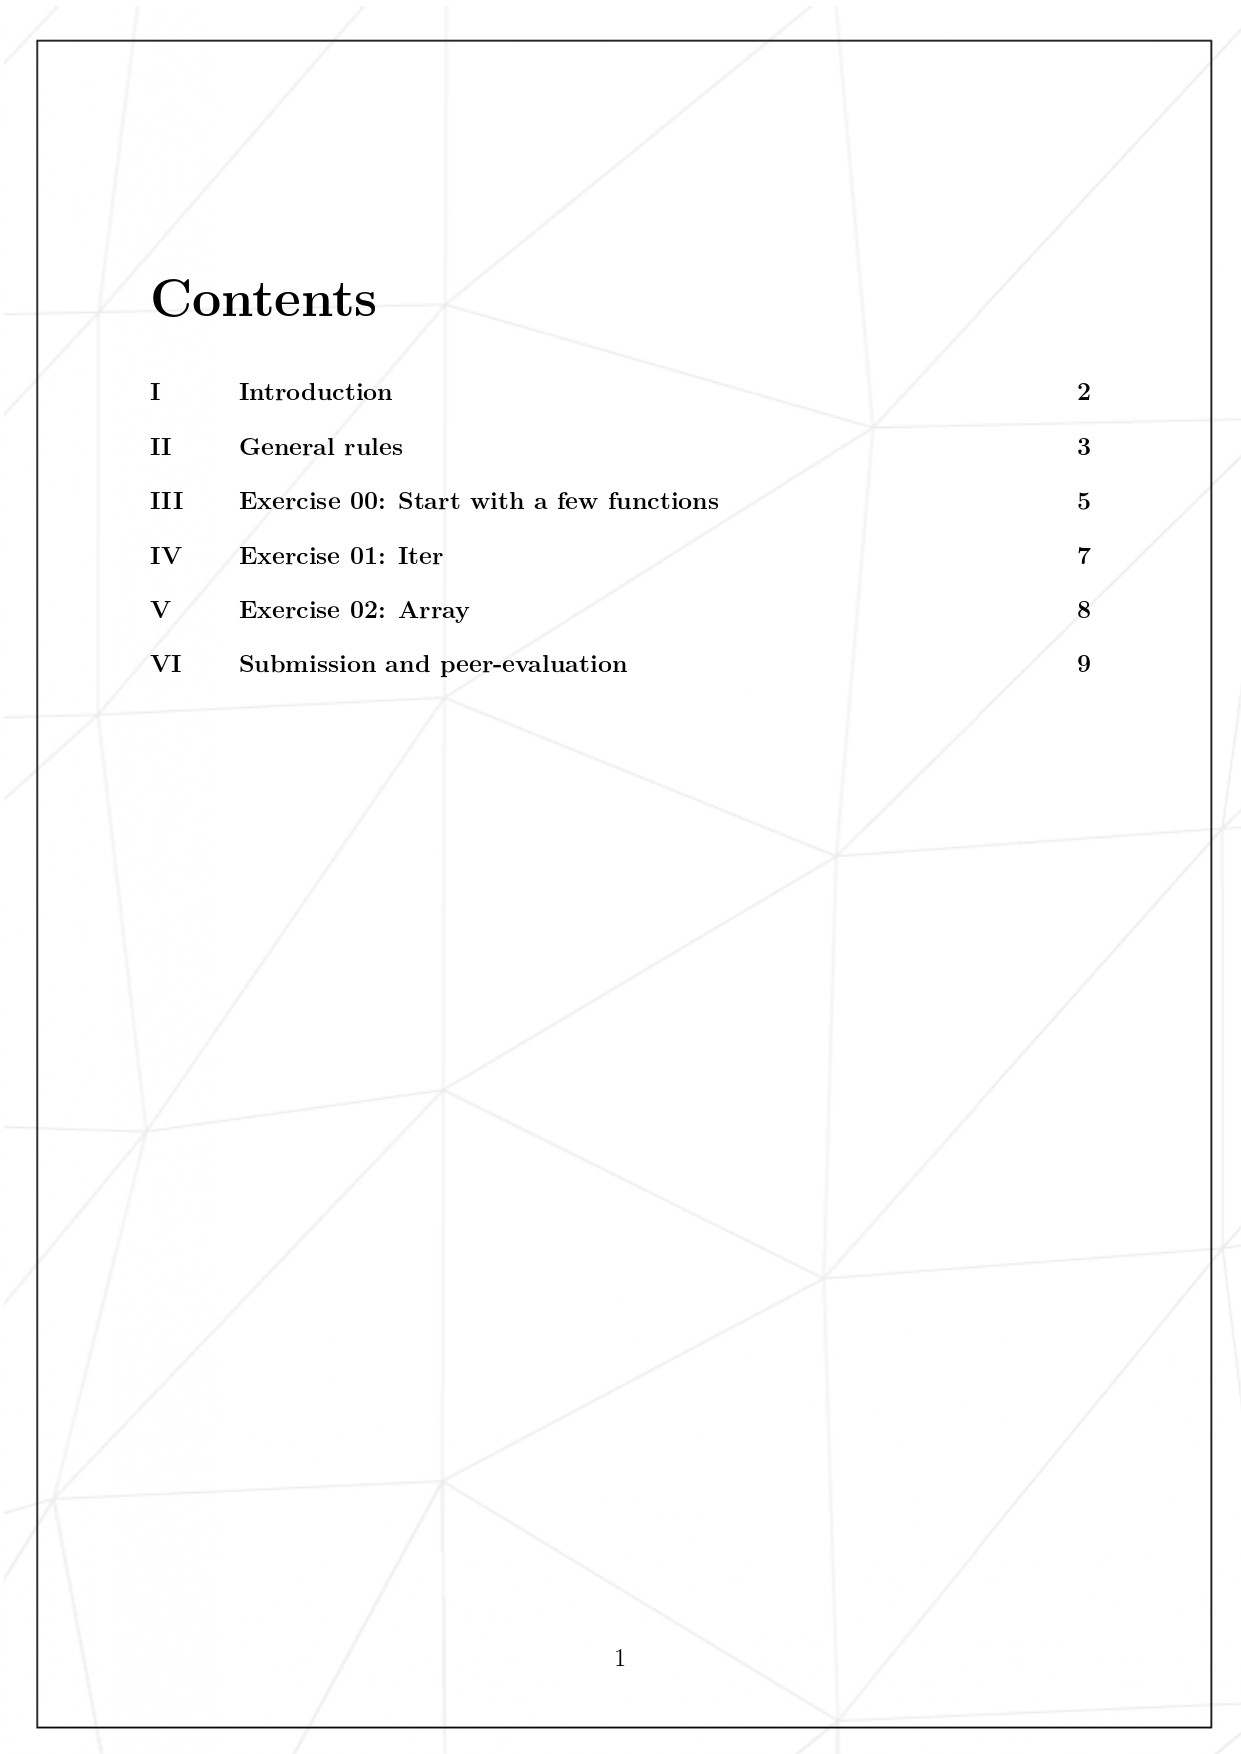 Contents
I Introduction 2
II General rules 3
III Exercise 00: Start with a few functions 5
IV Exercise 01: Iter 7
V Exercise 02: Array 8
VI Submission and peer-evaluation 9
1